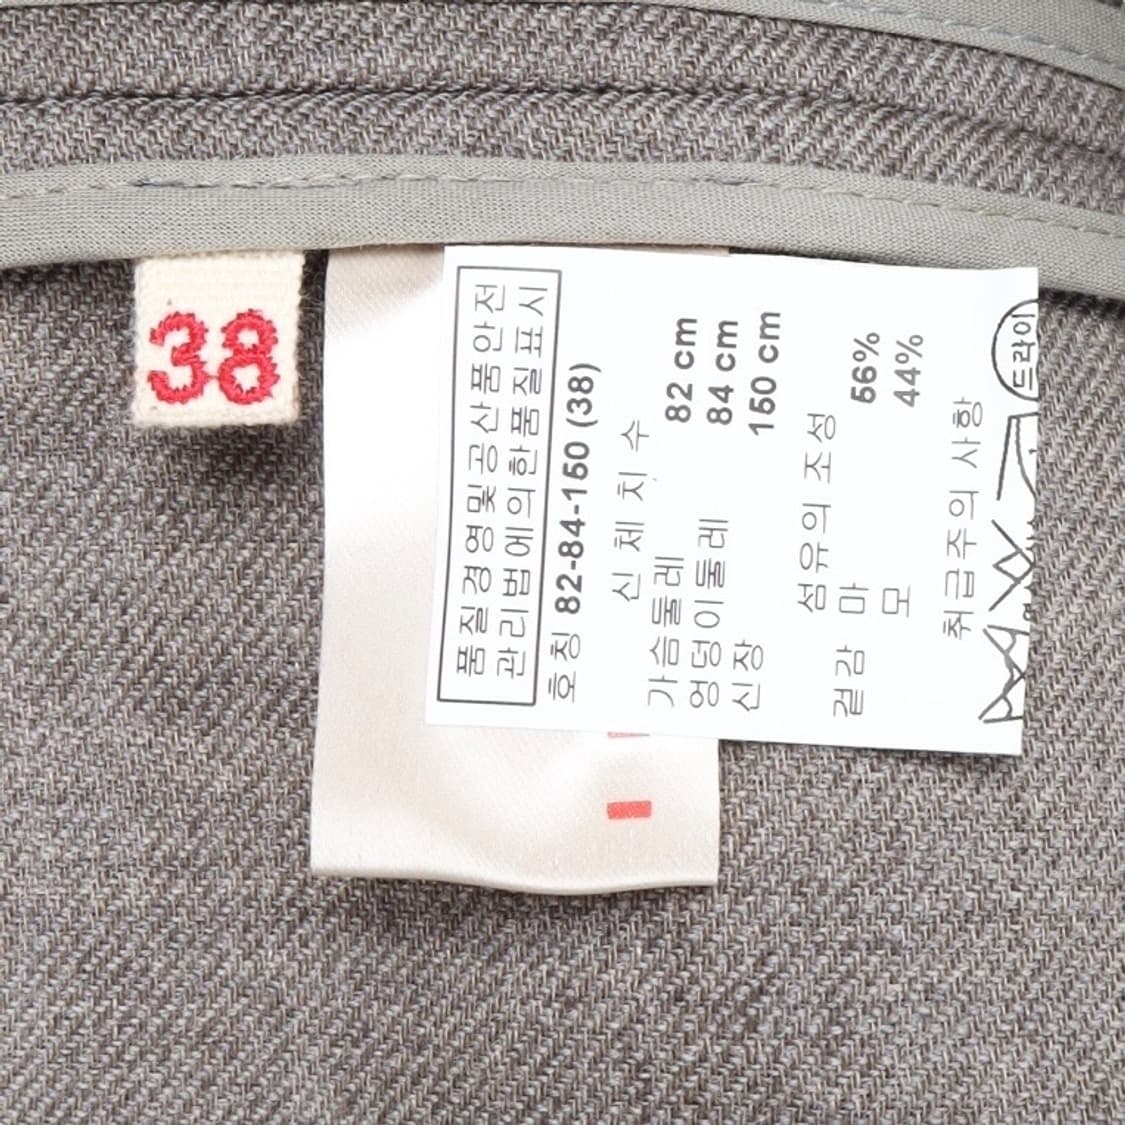 38
품질경영및공산품안전
관리법에의한품질표시
호칭 82-84-150 (38)
신 체 치 수
가슴둘레 82 cm
엉덩이둘레 84 cm
신장 150 cm
섬유의 조성
겉감 마 56%
모 44%
취급주의 사항
드라이